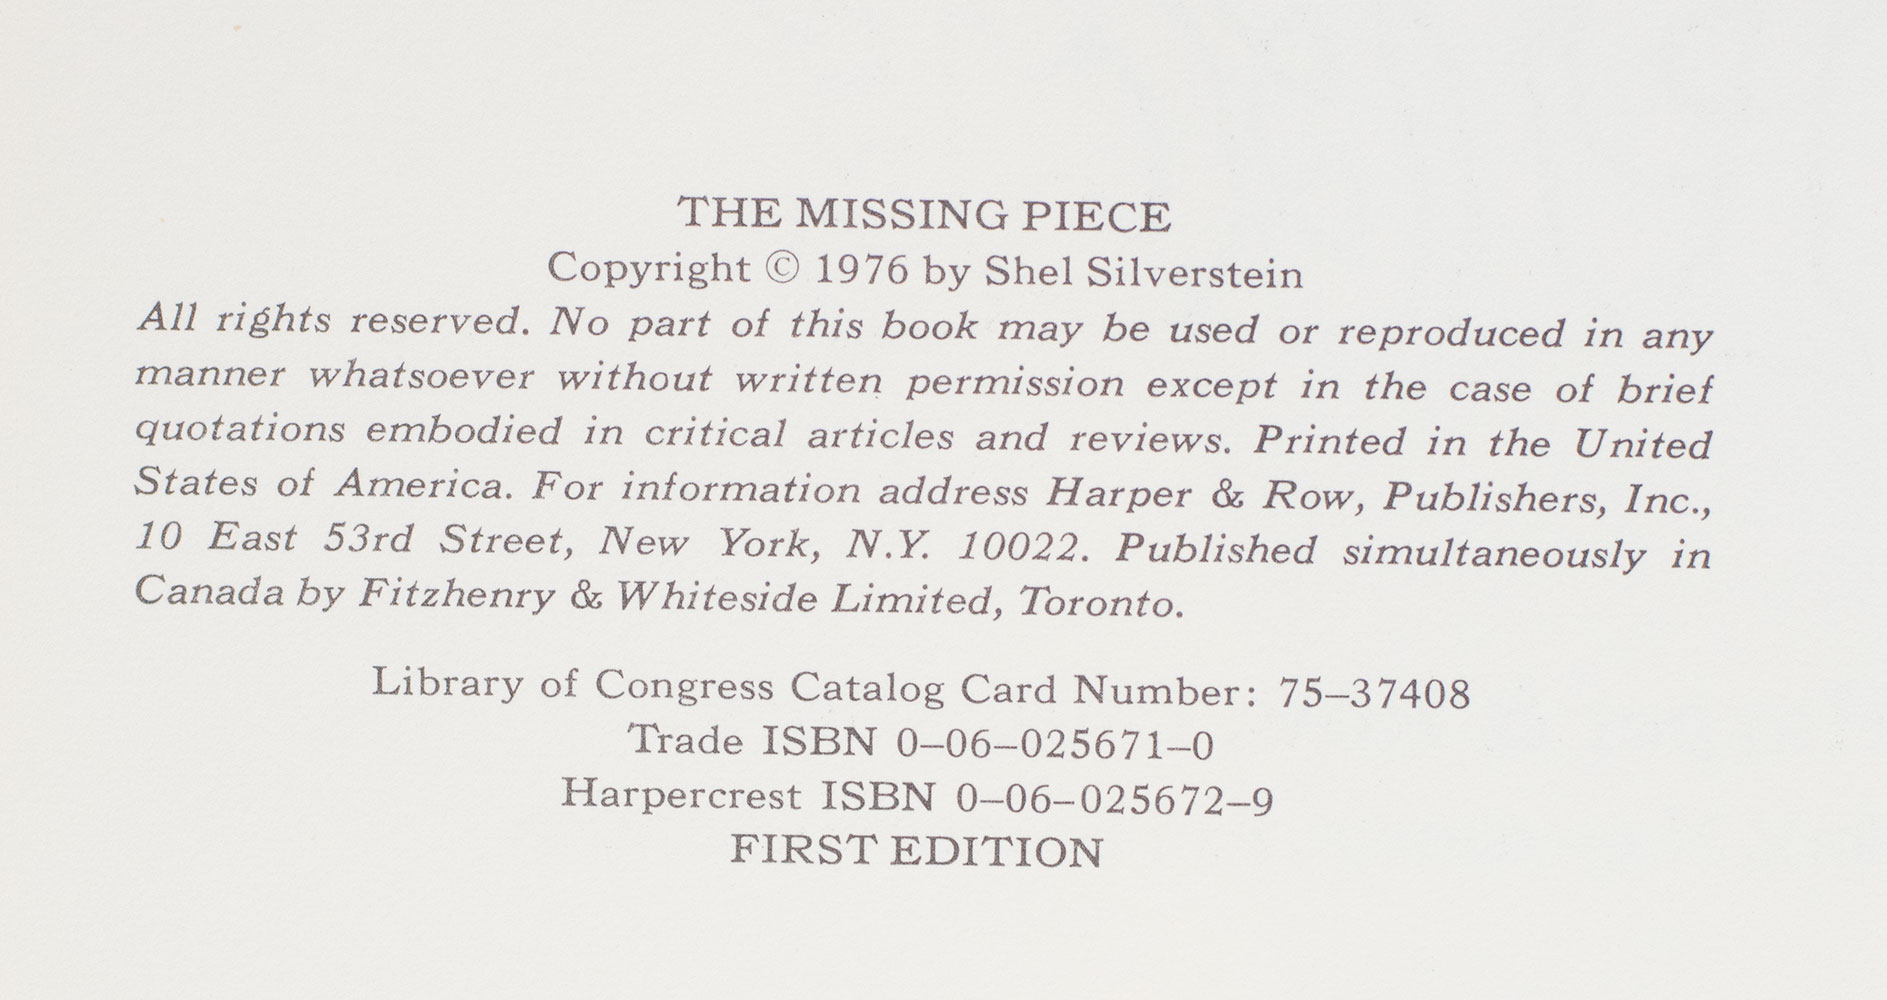 THE MISSING PIECE
Copyright © 1976 by Shel Silverstein
All rights reserved. No part of this book may be used or reproduced in any
manner whatsoever without written permission except in the case of brief
quotations embodied in critical articles and reviews. Printed in the United
States of America. For information address Harper & Row, Publishers, Inc.,
10 East 53rd Street, New York, N.Y. 10022. Published simultaneously in
Canada by Fitzhenry & Whiteside Limited, Toronto.
Library of Congress Catalog Card Number: 75–37408
Trade ISBN 0–06–025671–0
Harpercrest ISBN 0–06–025672–9
FIRST EDITION